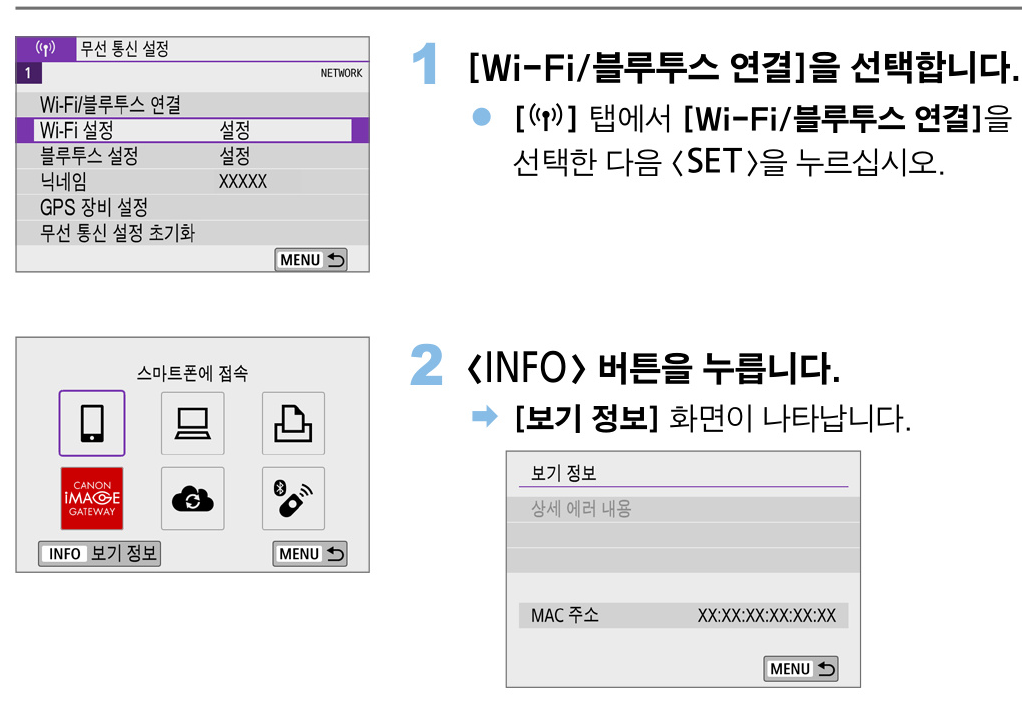 무선 통신 설정
1
NETWORK
Wi-Fi/블루투스 연결
Wi-Fi 설정 설정
블루투스 설정 설정
닉네임 XXXXX
GPS 장비 설정
무선 통신 설정 초기화
MENU
1 [Wi-Fi/블루투스 연결]을 선택합니다.
● [] 탭에서 [Wi-Fi/블루투스 연결]을
선택한 다음 <SET>을 누르십시오.
스마트폰에 접속
CANON
iMAGE
GATEWAY
INFO 보기 정보
MENU
2 <INFO> 버튼을 누릅니다.
➡ [보기 정보] 화면이 나타납니다.
보기 정보
상세 에러 내용
MAC 주소 XX:XX:XX:XX:XX:XX
MENU